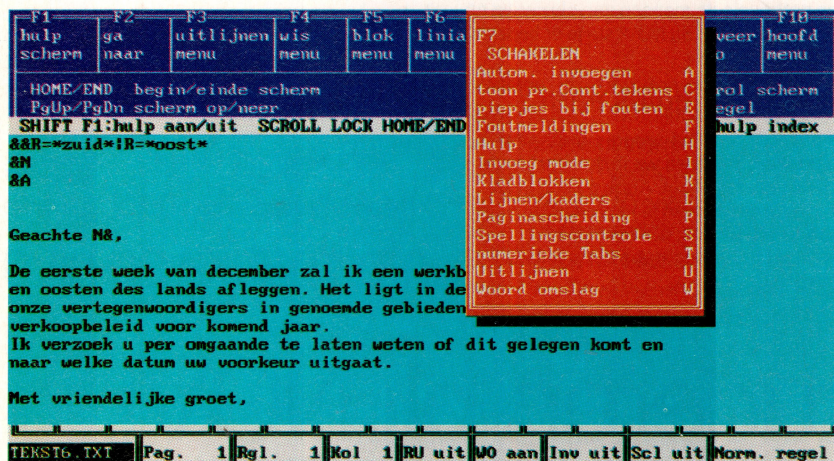 F1 F2 F3 F4 F5 F6 F10
hulp ga uitlijnen wis blok linia veer hoofd
scherm naar menu menu menu menu menu
HOME/END begin/einde scherm rol scherm
PgUp/PgDn scherm op/neer egel
SHIFT F1:hulp aan/uit SCROLL LOCK HOME/END hulp index
F7
SCHAKELEN
Autom. invoegen A
toon pr.Cont.tekens C
piepjes bij fouten E
Foutmeldingen F
Hulp H
Invoeg mode I
Kladblokken K
Lijnen/kaders L
Paginascheiding P
Spellingscontrole S
numerieke Tabs T
Uitlijnen U
Woord omslag W
&&R=*zuid*|R=*oost*
&N
&A
Geachte N&,
De eerste week van december zal ik een werkb
en oosten des lands afleggen. Het ligt in de
onze vertegenwoordigers in genoemde gebieden
verkoopbeleid voor komend jaar.
Ik verzoek u per omgaande te laten weten of dit gelegen komt en
naar welke datum uw voorkeur uitgaat.
Met vriendelijke groet,
TEKST6.TXT Pag. 1 Rgl. 1 Kol 1 RU uit WO aan Inv uit Scl uit Norm. regel